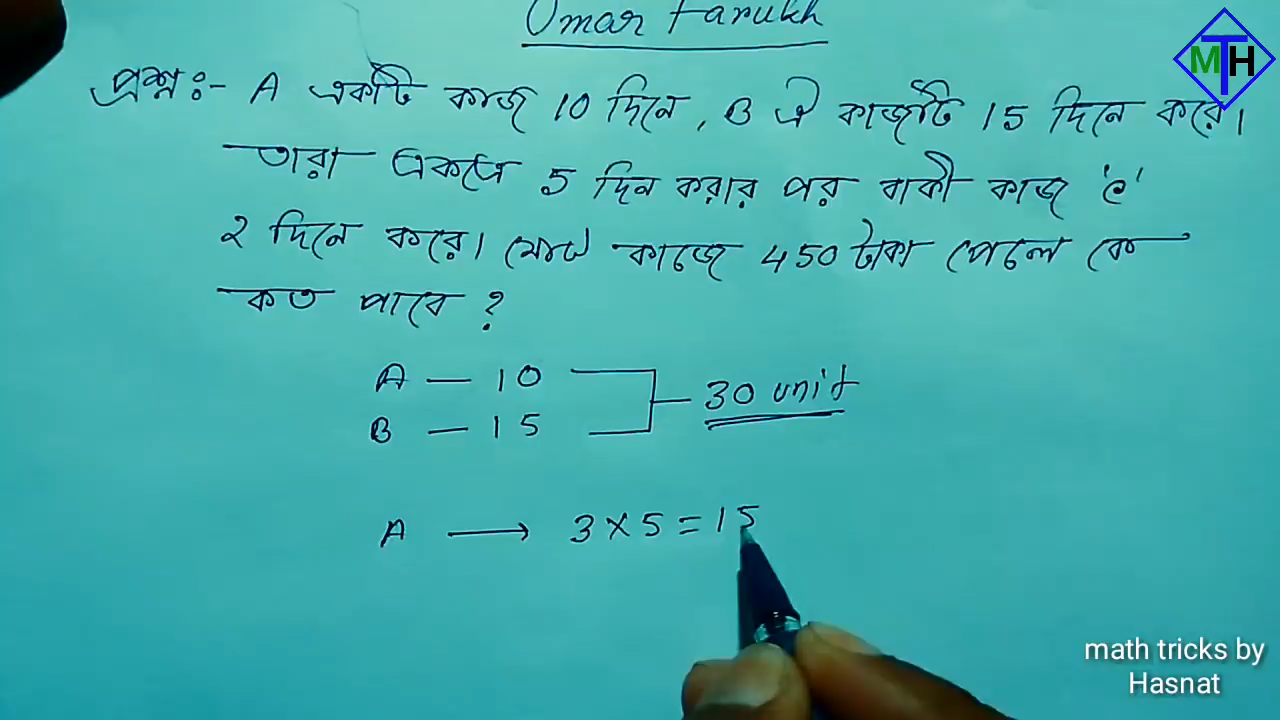 Omar Farukh
MTH
প্রশ্নঃ- A একটি কাজ 10 দিনে, B ঐ কাজটি 15 দিনে করে।
তারা একত্রে 5 দিন করার পর বাকী কাজ 'C'
২ দিনে করে। মোট কাজে 450 টাকা পেলে কে
কত পাবে ?
A — 10
B — 15
30 unit
A → 3 × 5 = 15
math tricks by
Hasnat